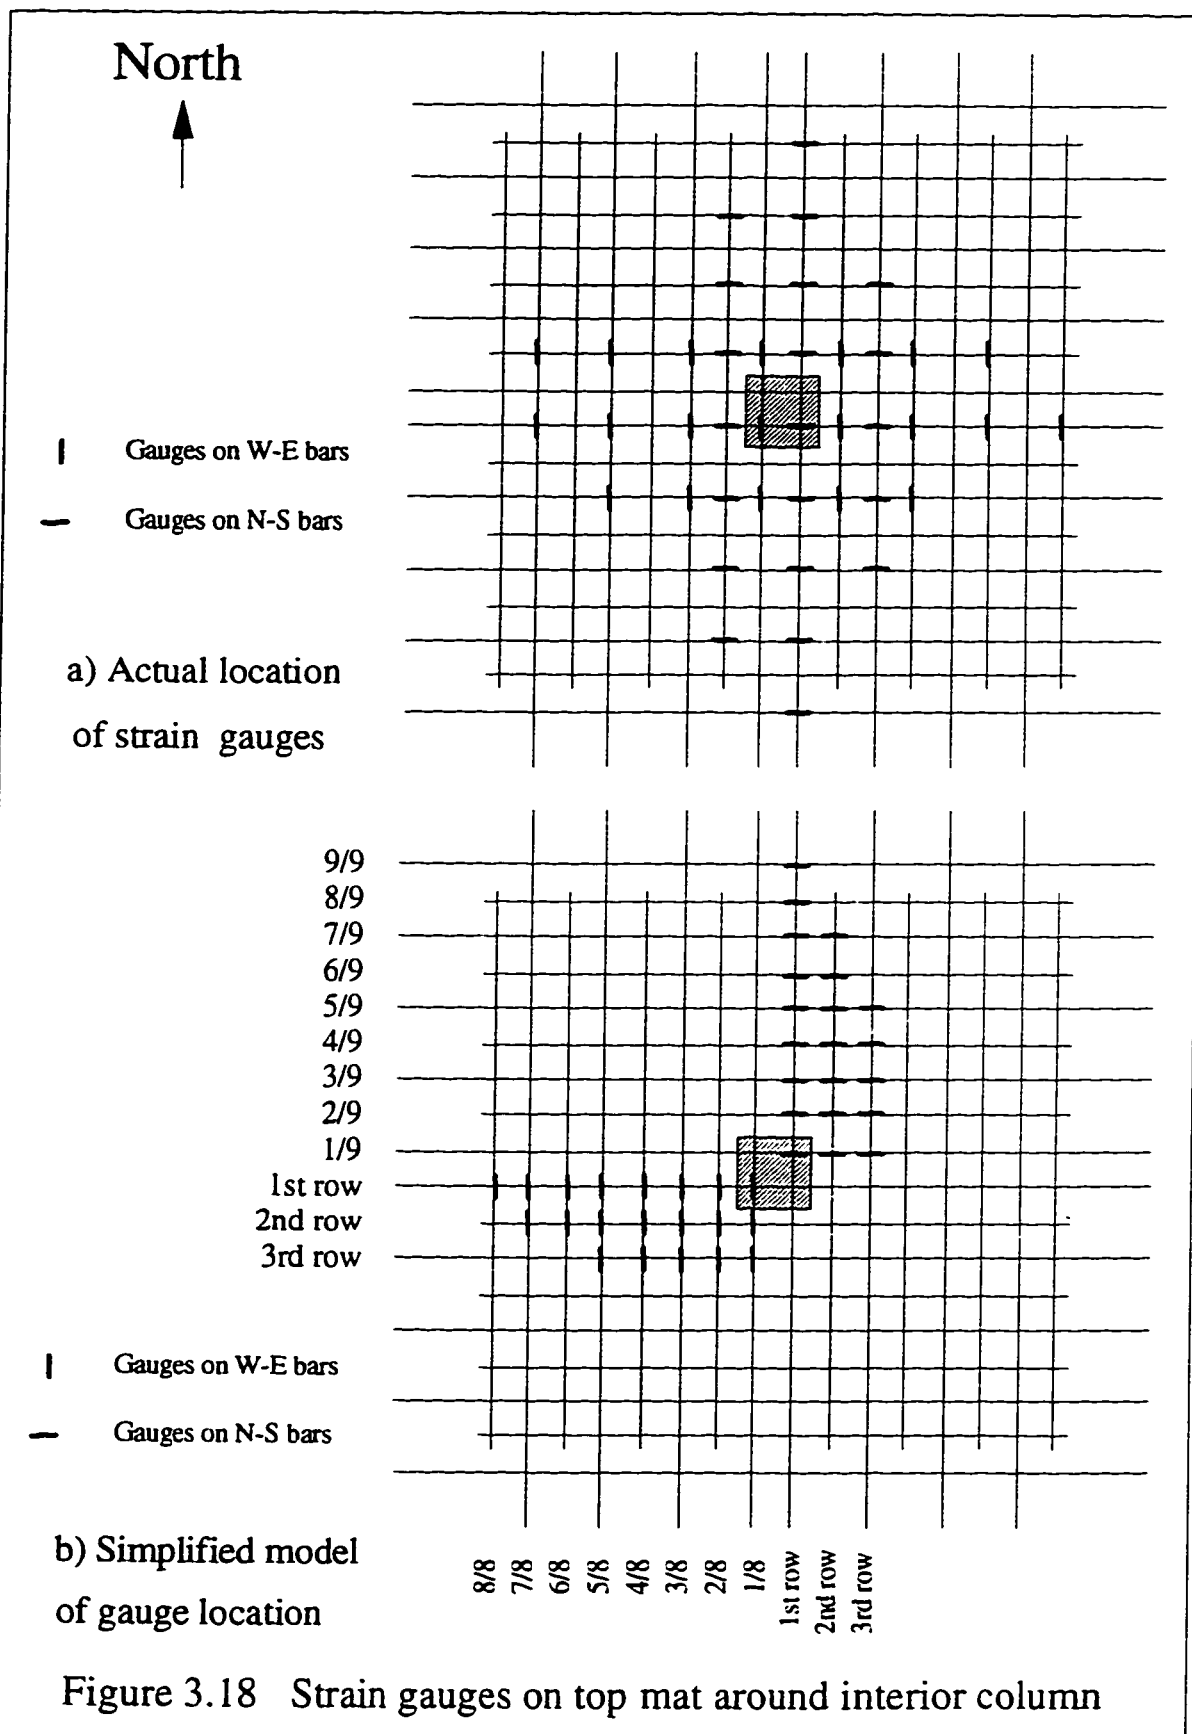 North
Gauges on W-E bars
Gauges on N-S bars
a) Actual location
of strain gauges
9/9
8/9
7/9
6/9
5/9
4/9
3/9
2/9
1/9
1st row
2nd row
3rd row
Gauges on W-E bars
Gauges on N-S bars
b) Simplified model
of gauge location
8/8
7/8
6/8
5/8
4/8
3/8
2/8
1/8
1st row
2nd row
3rd row
Figure 3.18 Strain gauges on top mat around interior column